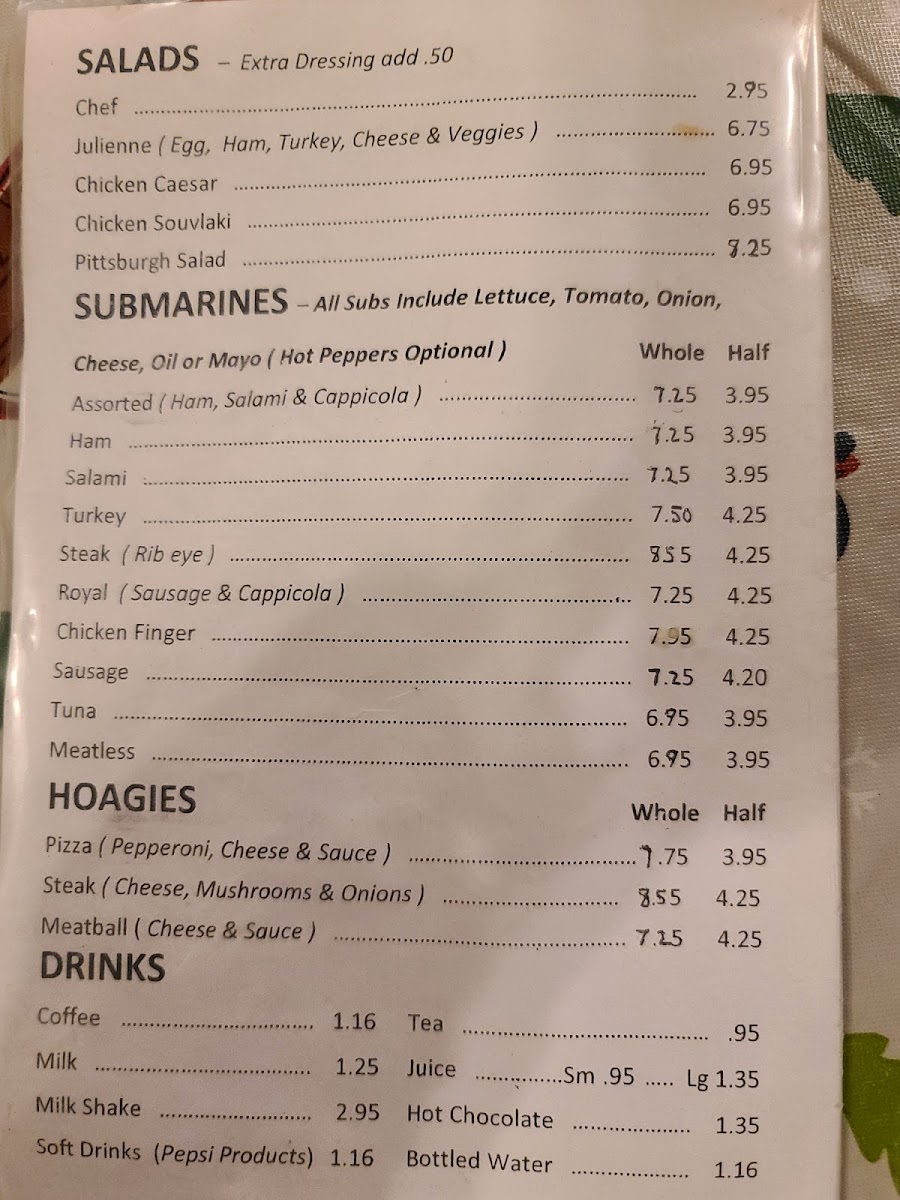 SALADS – Extra Dressing add .50
Chef ........ 2.95
Julienne ( Egg, Ham, Turkey, Cheese & Veggies ) ........ 6.75
Chicken Caesar ........ 6.95
Chicken Souvlaki ........ 6.95
Pittsburgh Salad ........ 8.25
SUBMARINES – All Subs Include Lettuce, Tomato, Onion,
Cheese, Oil or Mayo ( Hot Peppers Optional ) Whole Half
Assorted ( Ham, Salami & Cappicola ) ........ 7.25 3.95
Ham ........ 7.25 3.95
Salami ........ 7.25 3.95
Turkey ........ 7.50 4.25
Steak ( Rib eye ) ........ 855 4.25
Royal ( Sausage & Cappicola ) ........ 7.25 4.25
Chicken Finger ........ 7.95 4.25
Sausage ........ 7.25 4.20
Tuna ........ 6.95 3.95
Meatless ........ 6.95 3.95
HOAGIES Whole Half
Pizza ( Pepperoni, Cheese & Sauce ) ........ 7.75 3.95
Steak ( Cheese, Mushrooms & Onions ) ........ 8.55 4.25
Meatball ( Cheese & Sauce ) ........ 7.25 4.25
DRINKS
Coffee ........ 1.16 Tea ........ .95
Milk ........ 1.25 Juice ........ Sm .95 ..... Lg 1.35
Milk Shake ........ 2.95 Hot Chocolate ........ 1.35
Soft Drinks (Pepsi Products) 1.16 Bottled Water ........ 1.16